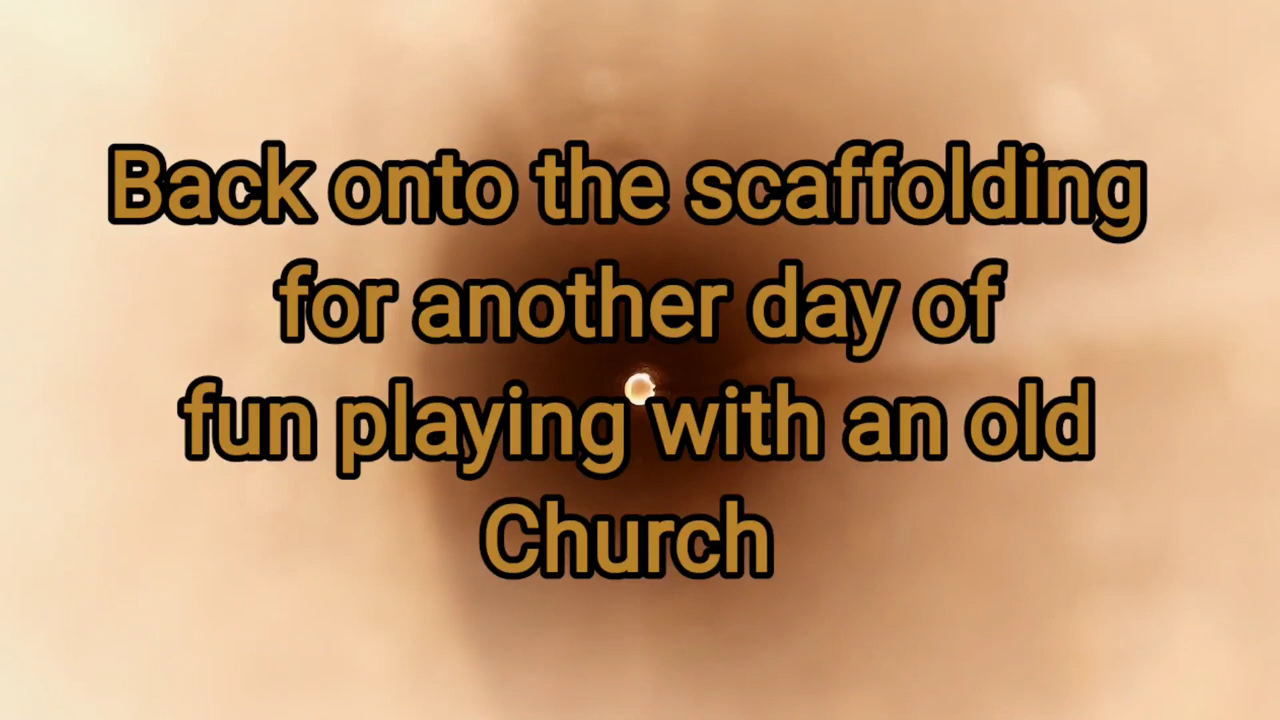 Back onto the scaffolding
for another day of
fun playing with an old
Church